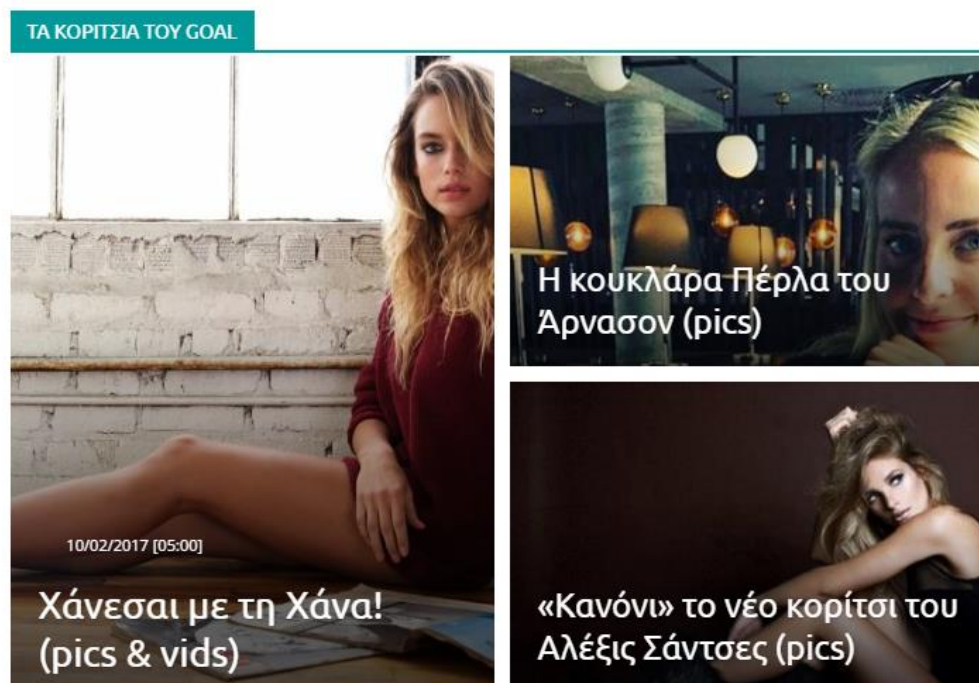 ΤΑ ΚΟΡΙΤΣΙΑ ΤΟΥ GOAL
10/02/2017 [05:00]
Χάνεσαι με τη Χάνα!
(pics & vids)
Η κουκλάρα Πέρλα του
Άρνασον (pics)
«Κανόνι» το νέο κορίτσι του
Αλέξις Σάντσες (pics)